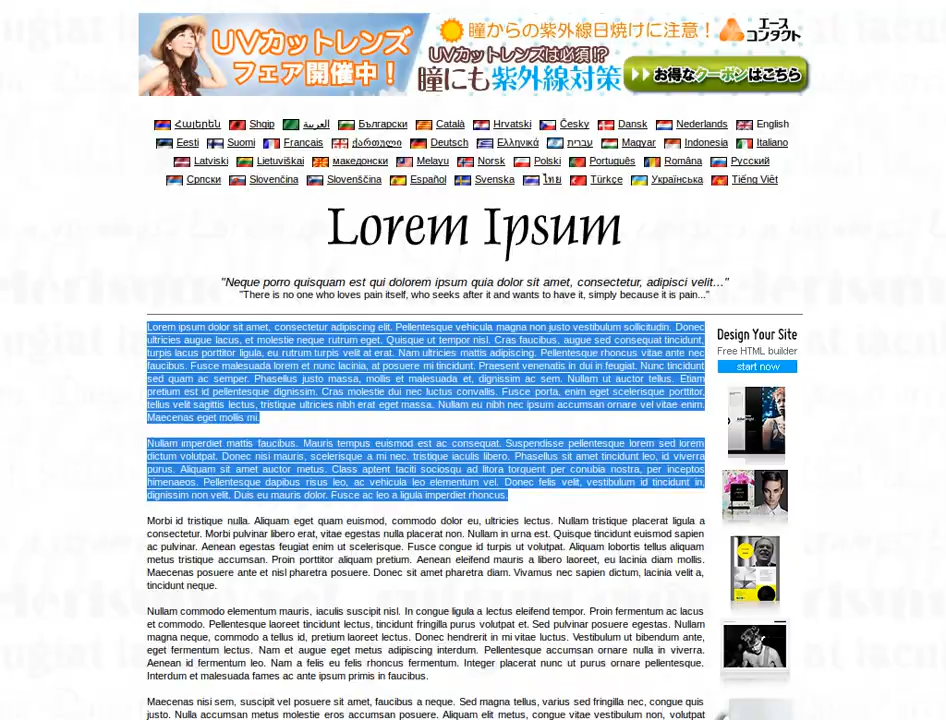 UVカットレンズ
フェア開催中！
瞳からの紫外線日焼けに注意！
UVカットレンズは必須!?
瞳にも紫外線対策
エース
コンタクト
お得なクーポンはこちら
Հայերեն Shqip العربية Български Català Hrvatski Česky Dansk Nederlands English
Eesti Suomi Français ქართული Deutsch Ελληνικά עברית Magyar Indonesia Italiano
Latviski Lietuviškai македонски Melayu Norsk Polski Português Româna Русский
Српски Slovenčina Slovenščina Español Svenska ไทย Türkçe Українська Tiếng Việt
Lorem Ipsum
"Neque porro quisquam est qui dolorem ipsum quia dolor sit amet, consectetur, adipisci velit..."
"There is no one who loves pain itself, who seeks after it and wants to have it, simply because it is pain..."
Lorem ipsum dolor sit amet, consectetur adipiscing elit. Pellentesque vehicula magna non justo vestibulum sollicitudin. Donec
ultricies augue lacus, et molestie neque rutrum eget. Quisque ut tempor nisl. Cras faucibus, augue sed consequat tincidunt,
turpis lacus porttitor ligula, eu rutrum turpis velit at erat. Nam ultricies mattis adipiscing. Pellentesque rhoncus vitae ante nec
faucibus. Fusce malesuada lorem et nunc lacinia, at posuere mi tincidunt. Praesent venenatis in dui in feugiat. Nunc tincidunt
sed quam ac semper. Phasellus justo massa, mollis et malesuada et, dignissim ac sem. Nullam ut auctor tellus. Etiam
pretium est id pellentesque dignissim. Cras molestie dui nec luctus convallis. Fusce porta, enim eget scelerisque porttitor,
tellus velit sagittis lectus, tristique ultricies nibh erat eget massa. Nullam eu nibh nec ipsum accumsan ornare vel vitae enim.
Maecenas eget mollis mi.
Nullam imperdiet mattis faucibus. Mauris tempus euismod est ac consequat. Suspendisse pellentesque lorem sed lorem
dictum volutpat. Donec nisi mauris, scelerisque a mi nec, tristique iaculis libero. Phasellus sit amet tincidunt leo, id viverra
purus. Aliquam sit amet auctor metus. Class aptent taciti sociosqu ad litora torquent per conubia nostra, per inceptos
himenaeos. Pellentesque dapibus risus leo, ac vehicula leo elementum vel. Donec felis velit, vestibulum id tincidunt in,
dignissim non velit. Duis eu mauris dolor. Fusce ac leo a ligula imperdiet rhoncus.
Morbi id tristique nulla. Aliquam eget quam euismod, commodo dolor eu, ultricies lectus. Nullam tristique placerat ligula a
consectetur. Morbi pulvinar libero erat, vitae egestas nulla placerat non. Nullam in urna est. Quisque tincidunt euismod sapien
ac pulvinar. Aenean egestas feugiat enim ut scelerisque. Fusce congue id turpis ut volutpat. Aliquam lobortis tellus aliquam
metus tristique accumsan. Proin porttitor aliquam pretium. Aenean eleifend mauris a libero laoreet, eu lacinia diam mollis.
Maecenas posuere ante et nisl pharetra posuere. Donec sit amet pharetra diam. Vivamus nec sapien dictum, lacinia velit a,
tincidunt neque.
Nullam commodo elementum mauris, iaculis suscipit nisl. In congue ligula a lectus eleifend tempor. Proin fermentum ac lacus
et commodo. Pellentesque laoreet tincidunt lectus, tincidunt fringilla purus volutpat et. Sed pulvinar posuere egestas. Nullam
magna neque, commodo a tellus id, pretium laoreet lectus. Donec hendrerit in mi vitae luctus. Vestibulum ut bibendum ante,
eget fermentum lectus. Nam et augue eget metus adipiscing interdum. Pellentesque accumsan ornare nulla in viverra.
Aenean id fermentum leo. Nam a felis eu felis rhoncus fermentum. Integer placerat nunc ut purus ornare pellentesque.
Interdum et malesuada fames ac ante ipsum primis in faucibus.
Maecenas nisi sem, suscipit vel posuere sit amet, faucibus a neque. Sed magna tellus, varius sed fringilla nec, congue quis
justo. Nulla accumsan metus molestie eros accumsan posuere. Aliquam elit metus, congue vitae vestibulum non, volutpat
Design Your Site
Free HTML builder
start now